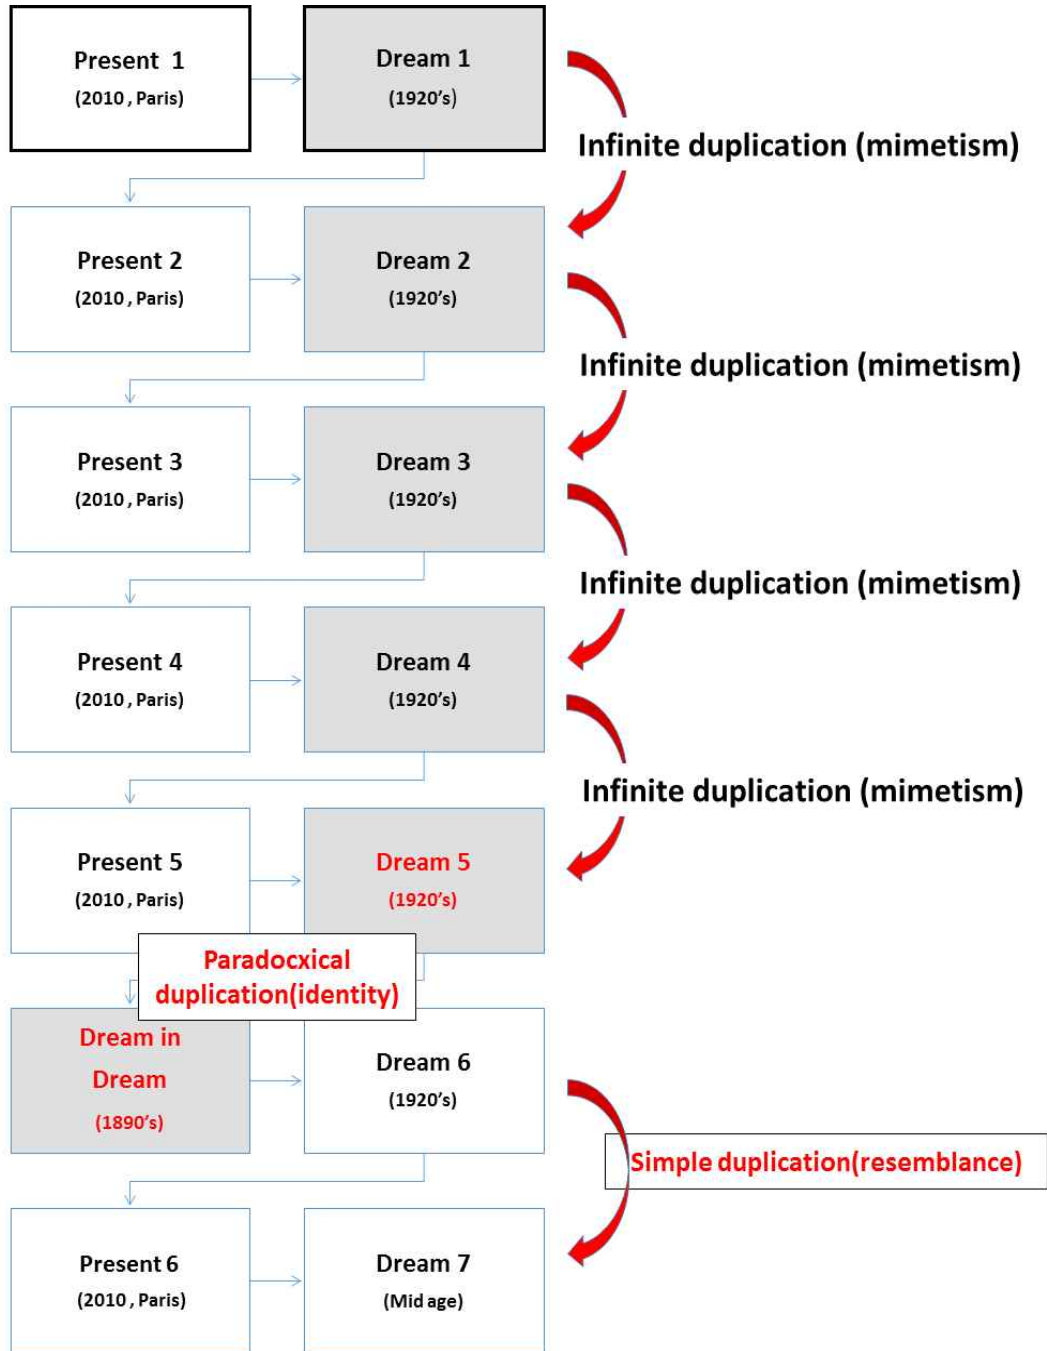 Present 1
(2010 , Paris)
Dream 1
(1920's)
Infinite duplication (mimetism)
Present 2
(2010 , Paris)
Dream 2
(1920's)
Infinite duplication (mimetism)
Present 3
(2010 , Paris)
Dream 3
(1920's)
Infinite duplication (mimetism)
Present 4
(2010 , Paris)
Dream 4
(1920's)
Infinite duplication (mimetism)
Present 5
(2010 , Paris)
Dream 5
(1920's)
Paradocxical
duplication(identity)
Dream in
Dream
(1890's)
Dream 6
(1920's)
Simple duplication(resemblance)
Present 6
(2010 , Paris)
Dream 7
(Mid age)